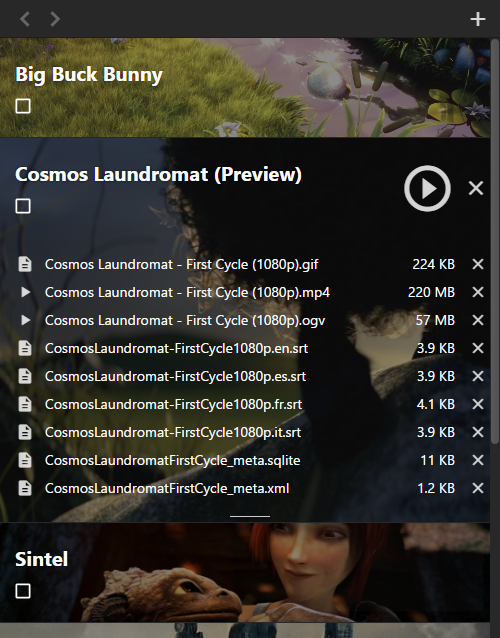 Big Buck Bunny
Cosmos Laundromat (Preview)
Cosmos Laundromat - First Cycle (1080p).gif 224 KB
Cosmos Laundromat - First Cycle (1080p).mp4 220 MB
Cosmos Laundromat - First Cycle (1080p).ogv 57 MB
CosmosLaundromat-FirstCycle1080p.en.srt 3.9 KB
CosmosLaundromat-FirstCycle1080p.es.srt 3.9 KB
CosmosLaundromat-FirstCycle1080p.fr.srt 4.1 KB
CosmosLaundromat-FirstCycle1080p.it.srt 3.9 KB
CosmosLaundromatFirstCycle_meta.sqlite 11 KB
CosmosLaundromatFirstCycle_meta.xml 1.2 KB
Sintel